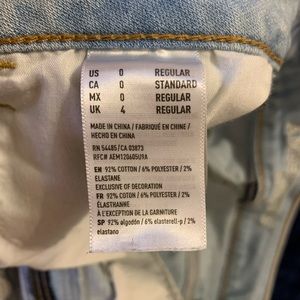 US 0 REGULAR
CA 0 STANDARD
MX 0 REGULAR
UK 4 REGULAR
MADE IN CHINA / FABRIQUÉ EN CHINE /
HECHO EN CHINA
RN 54485/CA 03873
RFC# AEM120605U9A
EN 92% COTTON / 6% POLYESTER / 2%
ELASTANE
EXCLUSIVE OF DECORATION
FR 92% COTON / 6% POLYESTER / 2%
ÉLASTHANNE
À L'EXCEPTION DE LA GARNITURE
SP 92% algodón / 6% elasterell-p / 2%
elastano